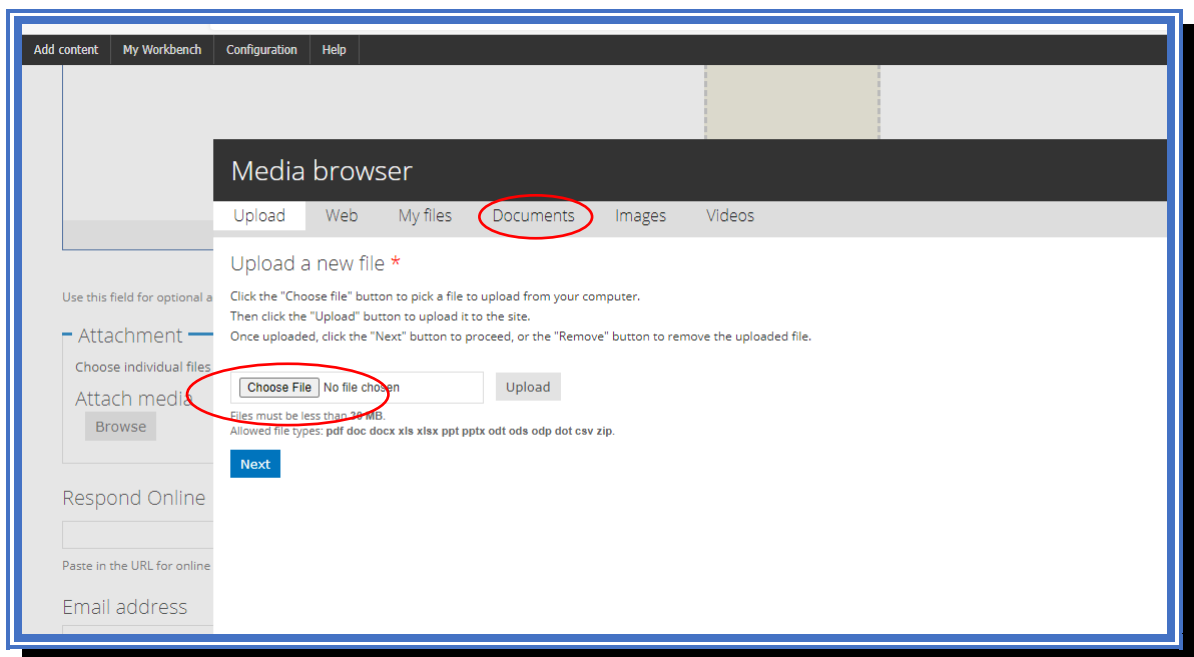 Add content My Workbench Configuration Help
Media browser
Upload Web My files Documents Images Videos
Upload a new file *
Click the "Choose file" button to pick a file to upload from your computer.
Then click the "Upload" button to upload it to the site.
Once uploaded, click the "Next" button to proceed, or the "Remove" button to remove the uploaded file.
Choose File No file chosen Upload
Files must be less than 30 MB.
Allowed file types: pdf doc docx xls xlsx ppt pptx odt ods odp dot csv zip.
Next
Use this field for optional a
Attachment
Choose individual files
Attach media
Browse
Respond Online
Paste in the URL for online
Email address